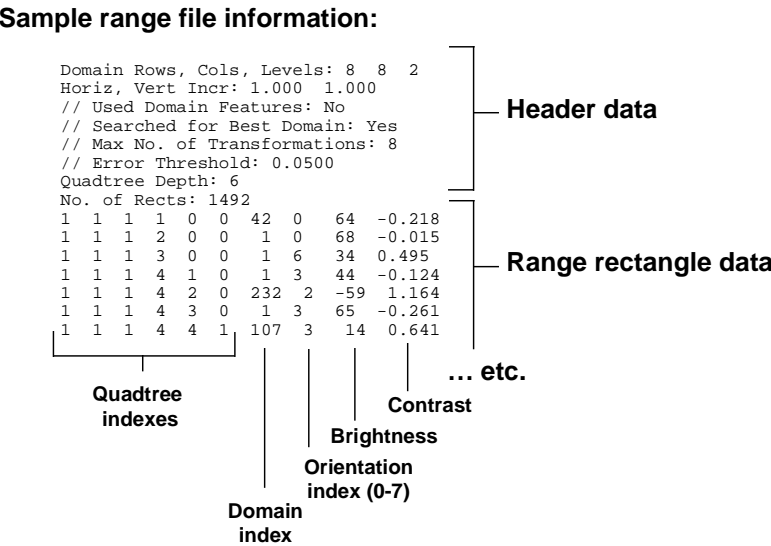 Sample range file information:
Domain Rows, Cols, Levels: 8 8 2
Horiz, Vert Incr: 1.000 1.000
// Used Domain Features: No
// Searched for Best Domain: Yes
// Max No. of Transformations: 8
// Error Threshold: 0.0500
Quadtree Depth: 6
No. of Rects: 1492
Header data
1 1 1 1 0 0 42 0 64 -0.218
1 1 1 2 0 0 1 0 68 -0.015
1 1 1 3 0 0 1 6 34 0.495
1 1 1 4 1 0 1 3 44 -0.124
1 1 1 4 2 0 232 2 -59 1.164
1 1 1 4 3 0 1 3 65 -0.261
1 1 1 4 4 1 107 3 14 0.641
Range rectangle data
… etc.
Quadtree
indexes
Contrast
Brightness
Orientation
index (0-7)
Domain
index